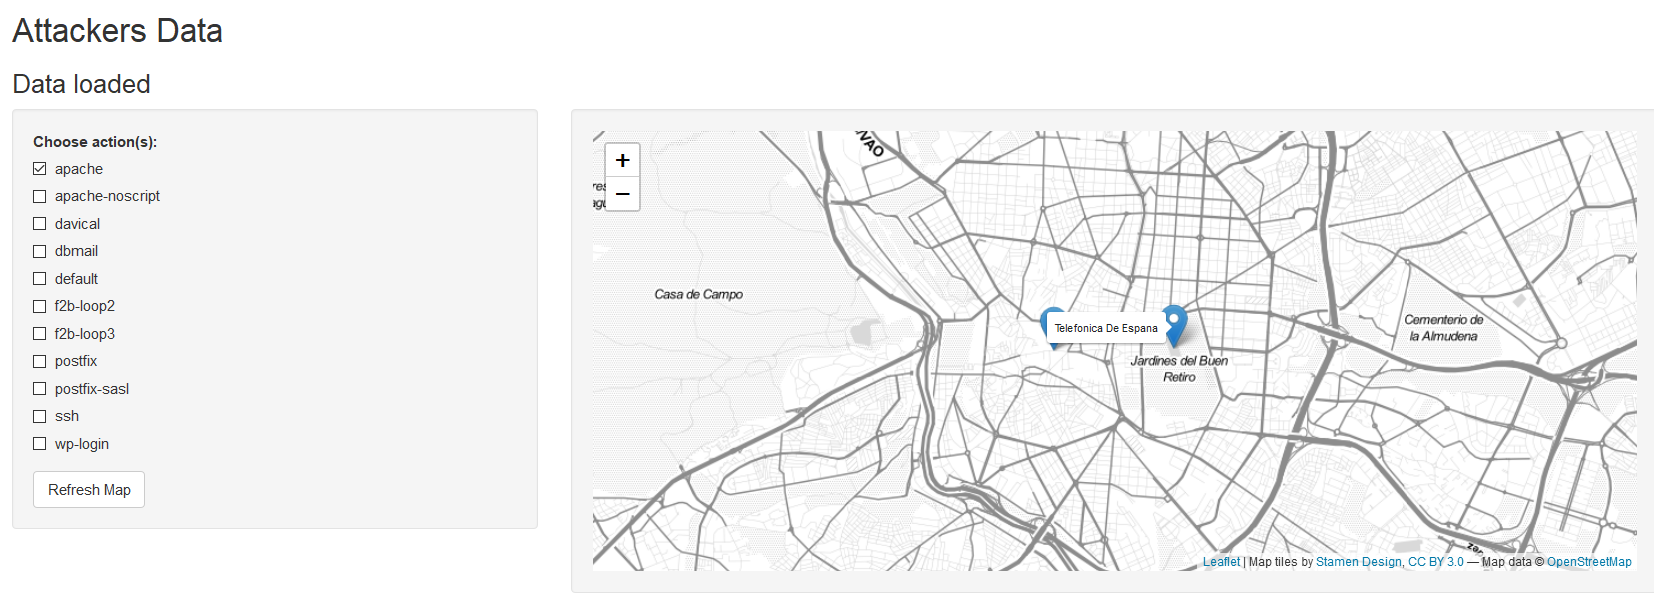 Attackers Data
Data loaded
Choose action(s):
apache
apache-noscript
davical
dbmail
default
f2b-loop2
f2b-loop3
postfix
postfix-sasl
ssh
wp-login
Refresh Map
+
−
Casa de Campo
Telefonica De Espana
Jardines del Buen
Retiro
Cementerio de
la Almudena
Leaflet | Map tiles by Stamen Design, CC BY 3.0 — Map data © OpenStreetMap